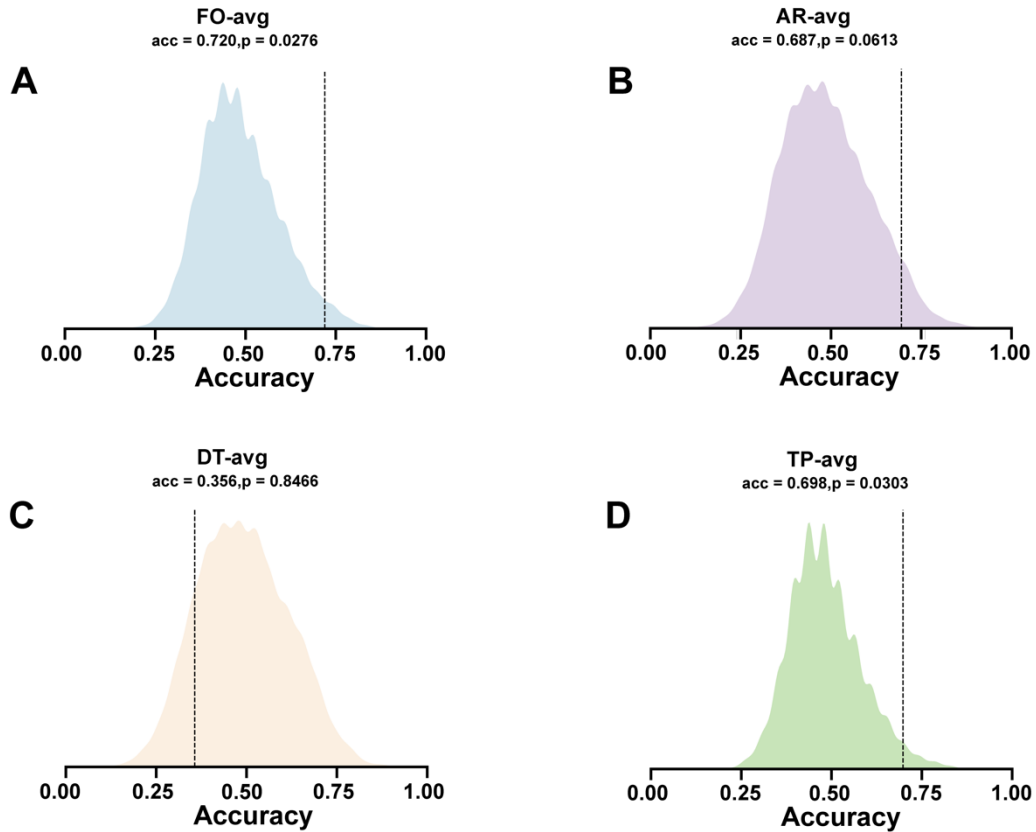 FO-avg
acc = 0.720,p = 0.0276
A
0.00 0.25 0.50 0.75 1.00
Accuracy
AR-avg
acc = 0.687,p = 0.0613
B
0.00 0.25 0.50 0.75 1.00
Accuracy
DT-avg
acc = 0.356,p = 0.8466
C
0.00 0.25 0.50 0.75 1.00
Accuracy
TP-avg
acc = 0.698,p = 0.0303
D
0.00 0.25 0.50 0.75 1.00
Accuracy